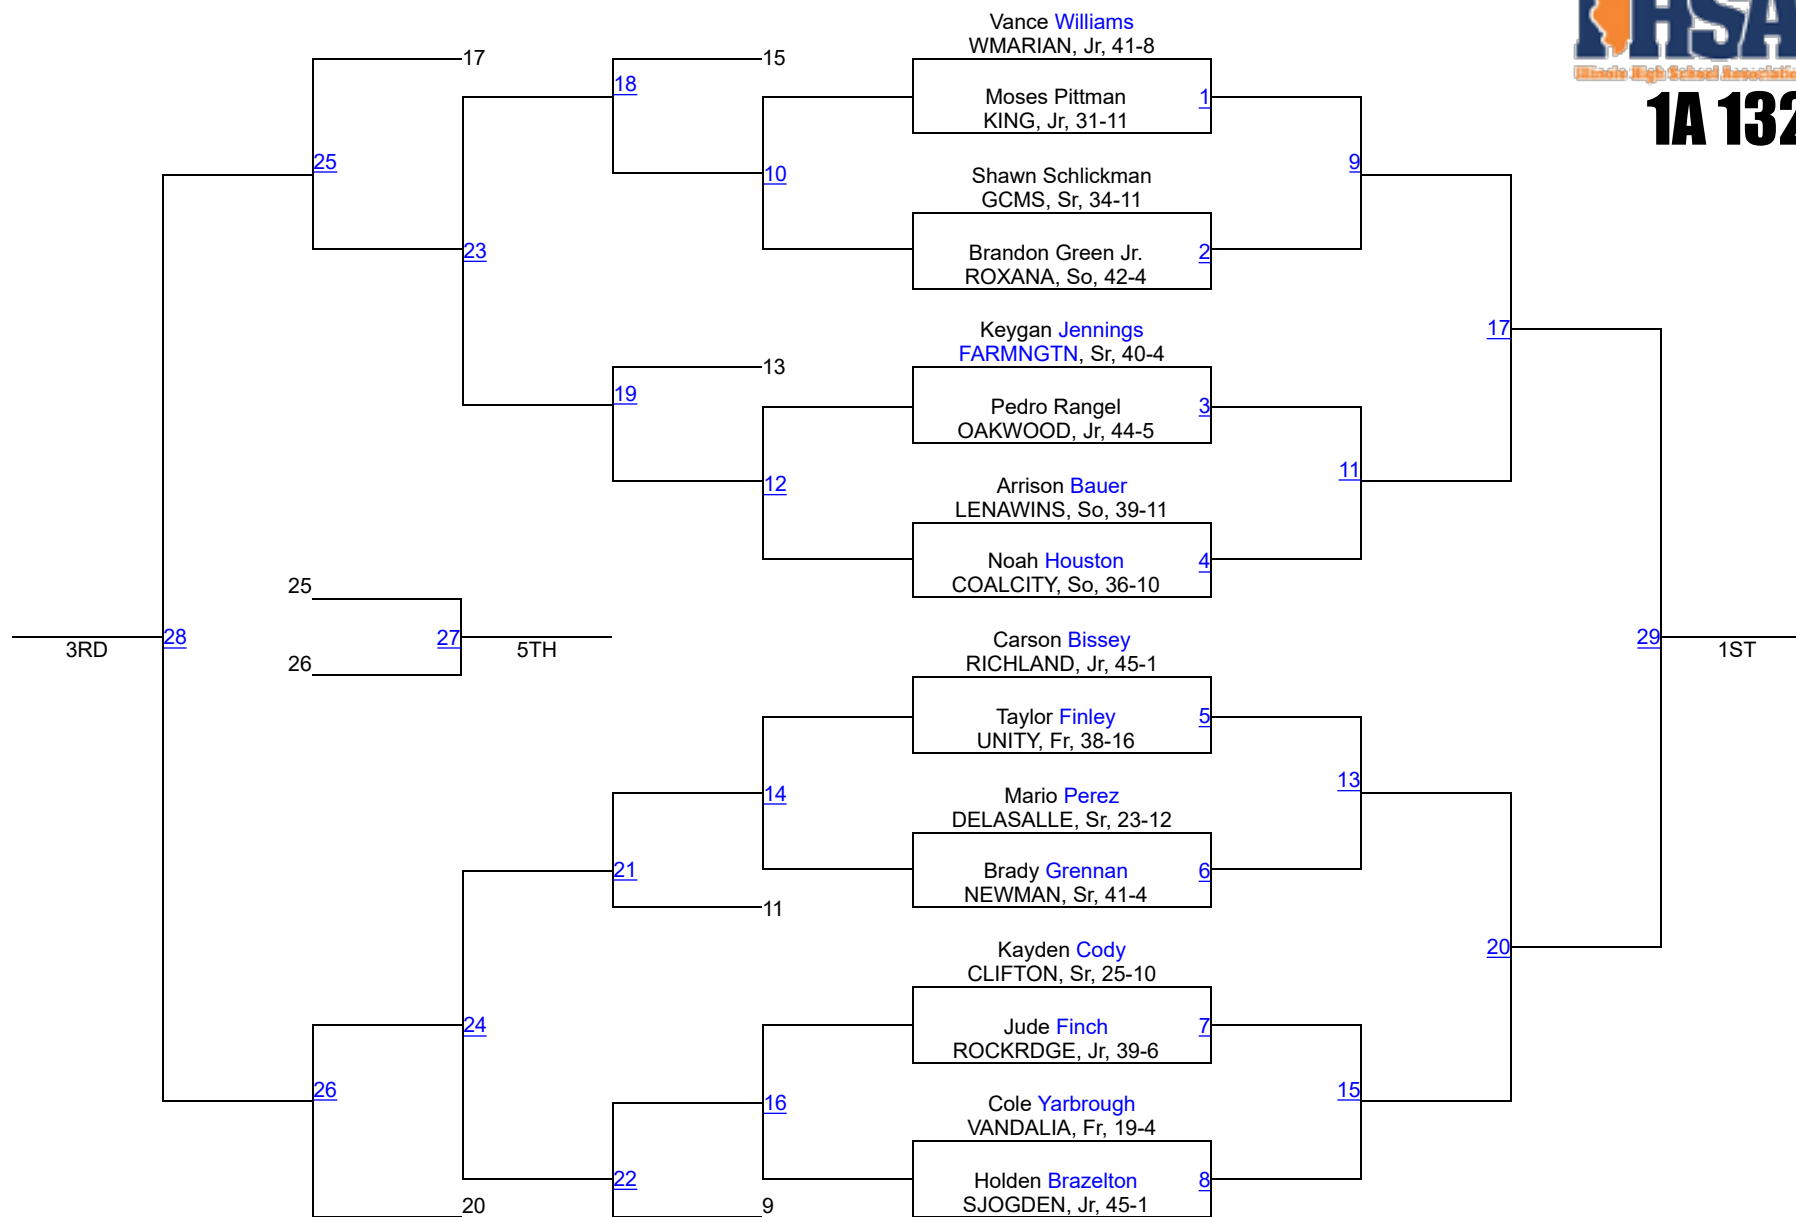 IHSA
Illinois High School Association
1A 132
Vance Williams
WMARIAN, Jr, 41-8
17
15
18
Moses Pittman
KING, Jr, 31-11
1
25
10
9
Shawn Schlickman
GCMS, Sr, 34-11
23
Brandon Green Jr.
ROXANA, So, 42-4
2
Keygan Jennings
FARMNGTN, Sr, 40-4
17
13
19
Pedro Rangel
OAKWOOD, Jr, 44-5
3
12
11
Arrison Bauer
LENAWINS, So, 39-11
Noah Houston
COALCITY, So, 36-10
4
25
28
3RD
27
5TH
26
29
1ST
Carson Bissey
RICHLAND, Jr, 45-1
Taylor Finley
UNITY, Fr, 38-16
5
14
13
Mario Perez
DELASALLE, Sr, 23-12
21
Brady Grennan
NEWMAN, Sr, 41-4
6
11
Kayden Cody
CLIFTON, Sr, 25-10
20
24
Jude Finch
ROCKRDGE, Jr, 39-6
7
26
16
15
Cole Yarbrough
VANDALIA, Fr, 19-4
22
Holden Brazelton
SJOGDEN, Jr, 45-1
8
20
9